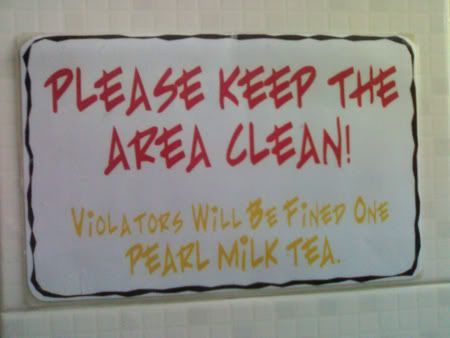 PLEASE KEEP THE
AREA CLEAN!
VIOLATORS WILL BE FINED ONE
PEARL MILK TEA.